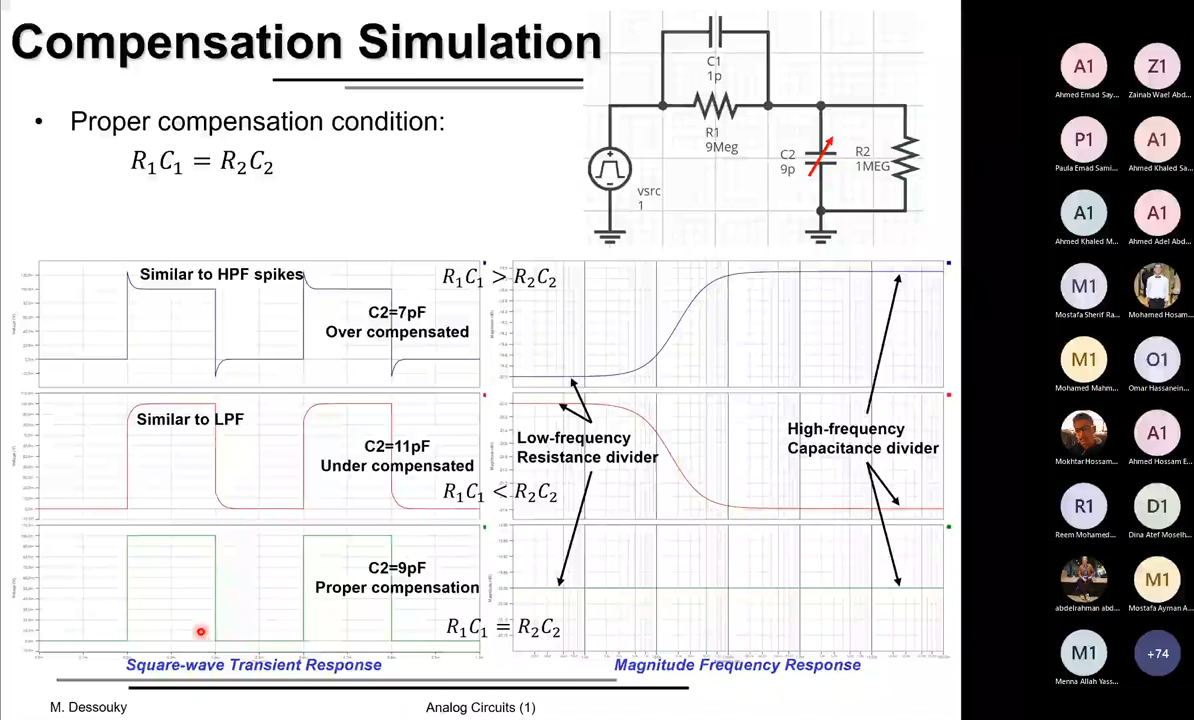 Compensation Simulation
• Proper compensation condition:
R₁C₁ = R₂C₂
C1
1p
R1
9Meg
C2
9p
R2
1MEG
vsrc
1
Similar to HPF spikes
R₁C₁ > R₂C₂
C2=7pF
Over compensated
Similar to LPF
C2=11pF
Under compensated
R₁C₁ < R₂C₂
Low-frequency
Resistance divider
High-frequency
Capacitance divider
C2=9pF
Proper compensation
R₁C₁ = R₂C₂
Square-wave Transient Response
Magnitude Frequency Response
M. Dessouky
Analog Circuits (1)
A1
Ahmed Emad Say...
Z1
Zainab Wael Abd...
P1
Paula Emad Sami...
A1
Ahmed Khaled Sa...
A1
Ahmed Khaled M...
A1
Ahmed Adel Abd...
M1
Mostafa Sherif Ra...
Mohamed Hosam...
M1
Mohamed Mahm...
O1
Omar Hassanein...
Mokhtar Hossam...
A1
Ahmed Hossam E...
R1
Reem Mohamed...
D1
Dina Atef Moselh...
abdelrahman abd...
M1
Mostafa Ayman A...
M1
Menna Allah Yass...
+74